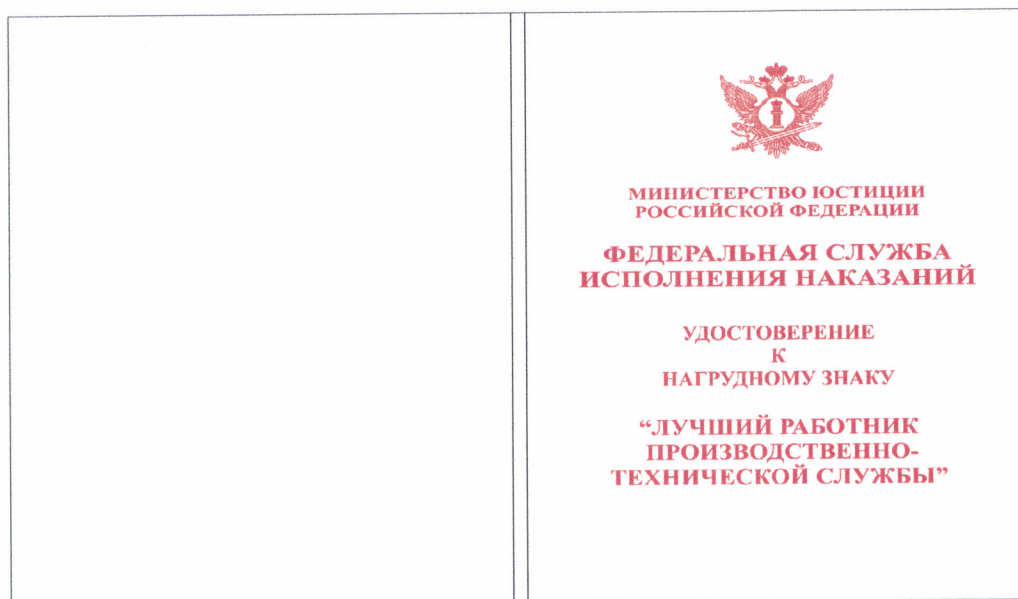 МИНИСТЕРСТВО ЮСТИЦИИ
РОССИЙСКОЙ ФЕДЕРАЦИИ
ФЕДЕРАЛЬНАЯ СЛУЖБА
ИСПОЛНЕНИЯ НАКАЗАНИЙ
УДОСТОВЕРЕНИЕ
К
НАГРУДНОМУ ЗНАКУ
“ЛУЧШИЙ РАБОТНИК
ПРОИЗВОДСТВЕННО-
ТЕХНИЧЕСКОЙ СЛУЖБЫ”